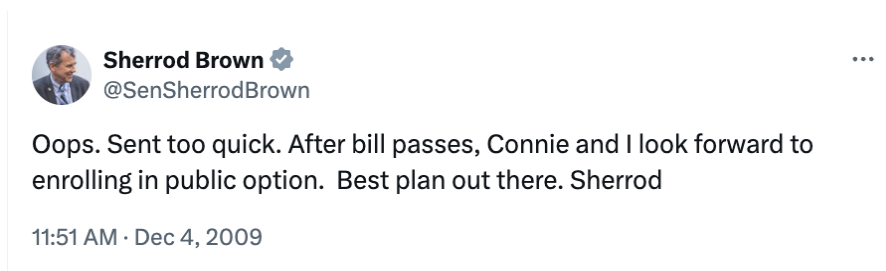 Sherrod Brown
@SenSherrodBrown
Oops. Sent too quick. After bill passes, Connie and I look forward to
enrolling in public option.  Best plan out there. Sherrod
11:51 AM · Dec 4, 2009